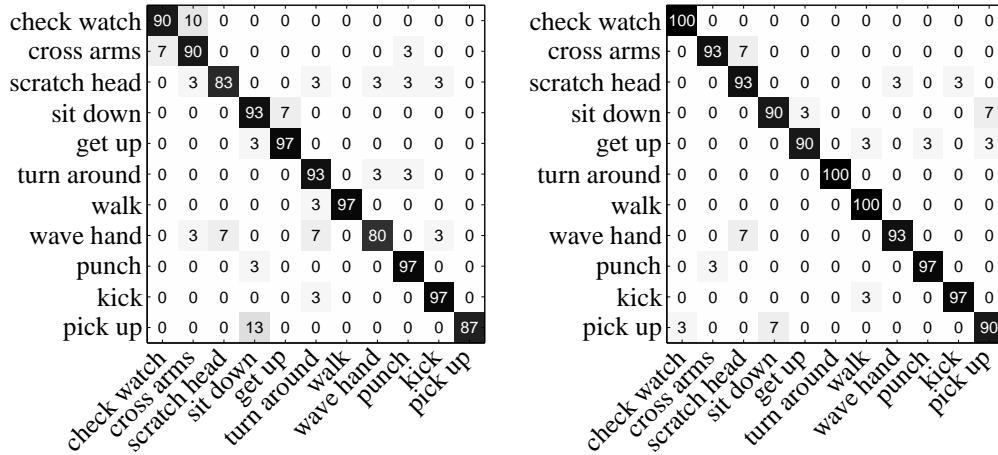 check watch 90 10 0 0 0 0 0 0 0 0 0
cross arms 7 90 0 0 0 0 0 0 3 0 0
scratch head 0 3 83 0 0 3 0 3 3 3 0
sit down 0 0 0 93 7 0 0 0 0 0 0
get up 0 0 0 3 97 0 0 0 0 0 0
turn around 0 0 0 0 0 93 0 3 3 0 0
walk 0 0 0 0 0 3 97 0 0 0 0
wave hand 0 3 7 0 0 7 0 80 0 3 0
punch 0 0 0 3 0 0 0 0 97 0 0
kick 0 0 0 0 0 3 0 0 0 97 0
pick up 0 0 0 13 0 0 0 0 0 0 87
check watch
cross arms
scratch head
sit down
get up
turn around
walk
wave hand
punch
kick
pick up
check watch 100 0 0 0 0 0 0 0 0 0 0
cross arms 0 93 7 0 0 0 0 0 0 0 0
scratch head 0 0 93 0 0 0 0 3 0 3 0
sit down 0 0 0 90 3 0 0 0 0 0 7
get up 0 0 0 0 90 0 3 0 3 0 3
turn around 0 0 0 0 0 100 0 0 0 0 0
walk 0 0 0 0 0 0 100 0 0 0 0
wave hand 0 0 7 0 0 0 0 93 0 0 0
punch 0 3 0 0 0 0 0 0 97 0 0
kick 0 0 0 0 0 0 3 0 0 97 0
pick up 3 0 0 7 0 0 0 0 0 0 90
check watch
cross arms
scratch head
sit down
get up
turn around
walk
wave hand
punch
kick
pick up